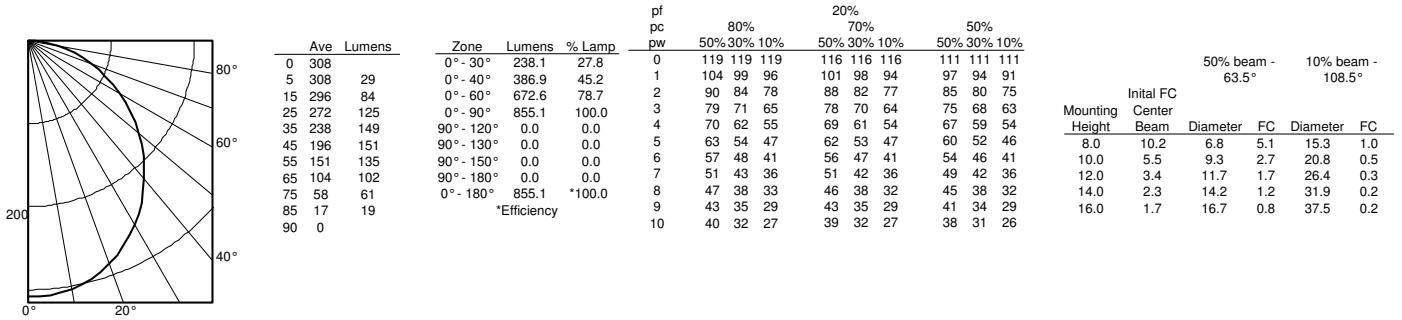 80°
60°
200
40°
0° 20°
Ave Lumens
0 308
5 308 29
15 296 84
25 272 125
35 238 149
45 196 151
55 151 135
65 104 102
75 58 61
85 17 19
90 0
Zone Lumens % Lamp
0°- 30° 238.1 27.8
0°- 40° 386.9 45.2
0°- 60° 672.6 78.7
0°- 90° 855.1 100.0
90°- 120° 0.0 0.0
90°- 130° 0.0 0.0
90°- 150° 0.0 0.0
90°- 180° 0.0 0.0
0°- 180° 855.1 *100.0
*Efficiency
pf 20%
pc 80% 70% 50%
pw 50% 30% 10% 50% 30% 10% 50% 30% 10%
0 119 119 119 116 116 116 111 111 111
1 104 99 96 101 98 94 97 94 91
2 90 84 78 88 82 77 85 80 75
3 79 71 65 78 70 64 75 68 63
4 70 62 55 69 61 54 67 59 54
5 63 54 47 62 53 47 60 52 46
6 57 48 41 56 47 41 54 46 41
7 51 43 36 51 42 36 49 42 36
8 47 38 33 46 38 32 45 38 32
9 43 35 29 43 35 29 41 34 29
10 40 32 27 39 32 27 38 31 26
50% beam - 10% beam -
63.5° 108.5°
Inital FC
Mounting Center
Height Beam Diameter FC Diameter FC
8.0 10.2 6.8 5.1 15.3 1.0
10.0 5.5 9.3 2.7 20.8 0.5
12.0 3.4 11.7 1.7 26.4 0.3
14.0 2.3 14.2 1.2 31.9 0.2
16.0 1.7 16.7 0.8 37.5 0.2